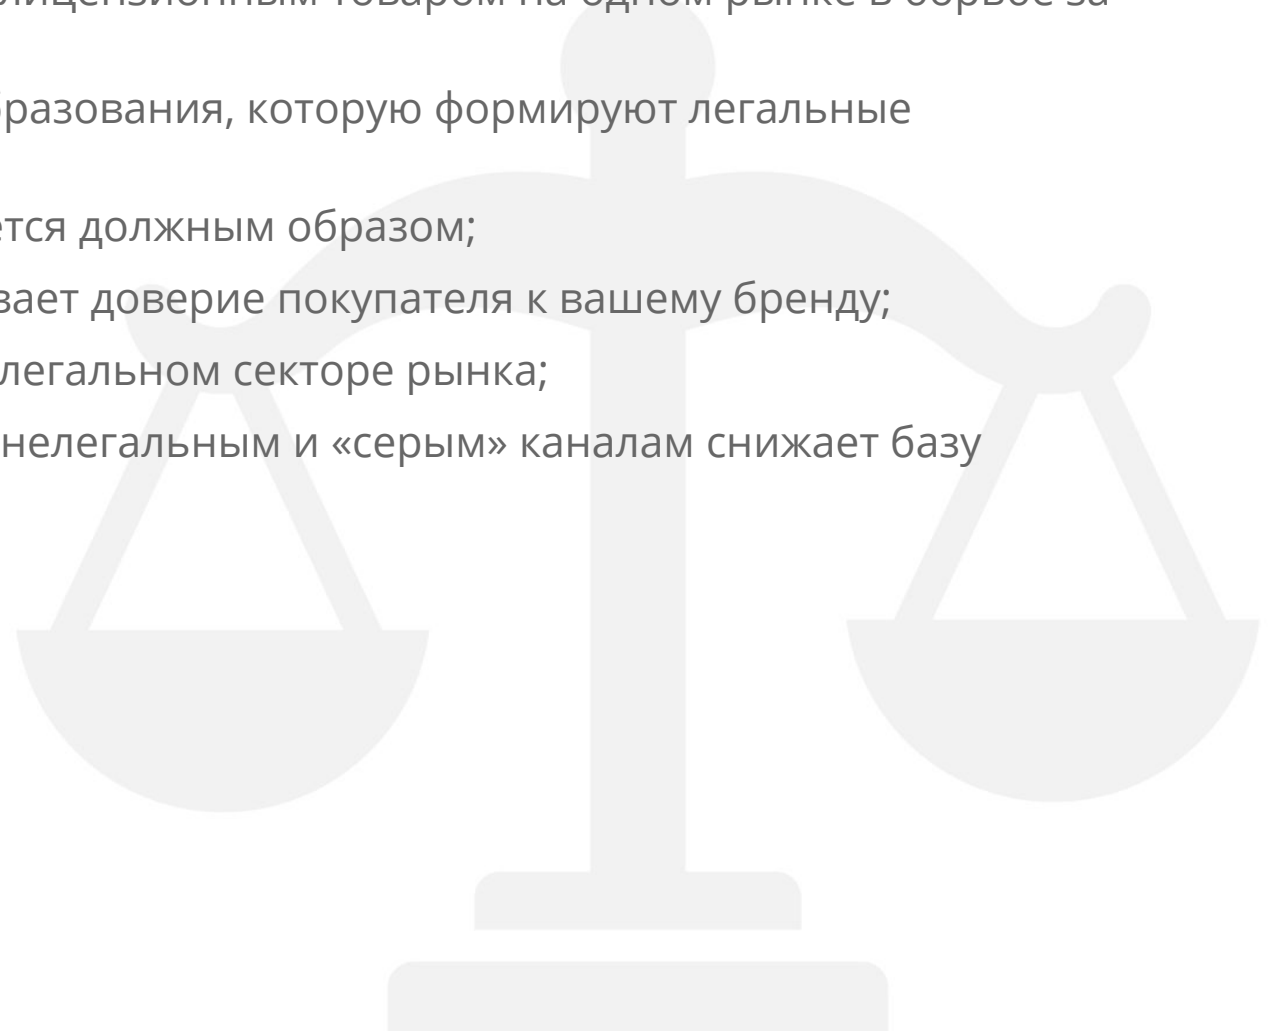 лицензионным товаром на одном рынке в борьбе за
бразования, которую формируют легальные
ется должным образом;
вает доверие покупателя к вашему бренду;
легальном секторе рынка;
нелегальным и «серым» каналам снижает базу